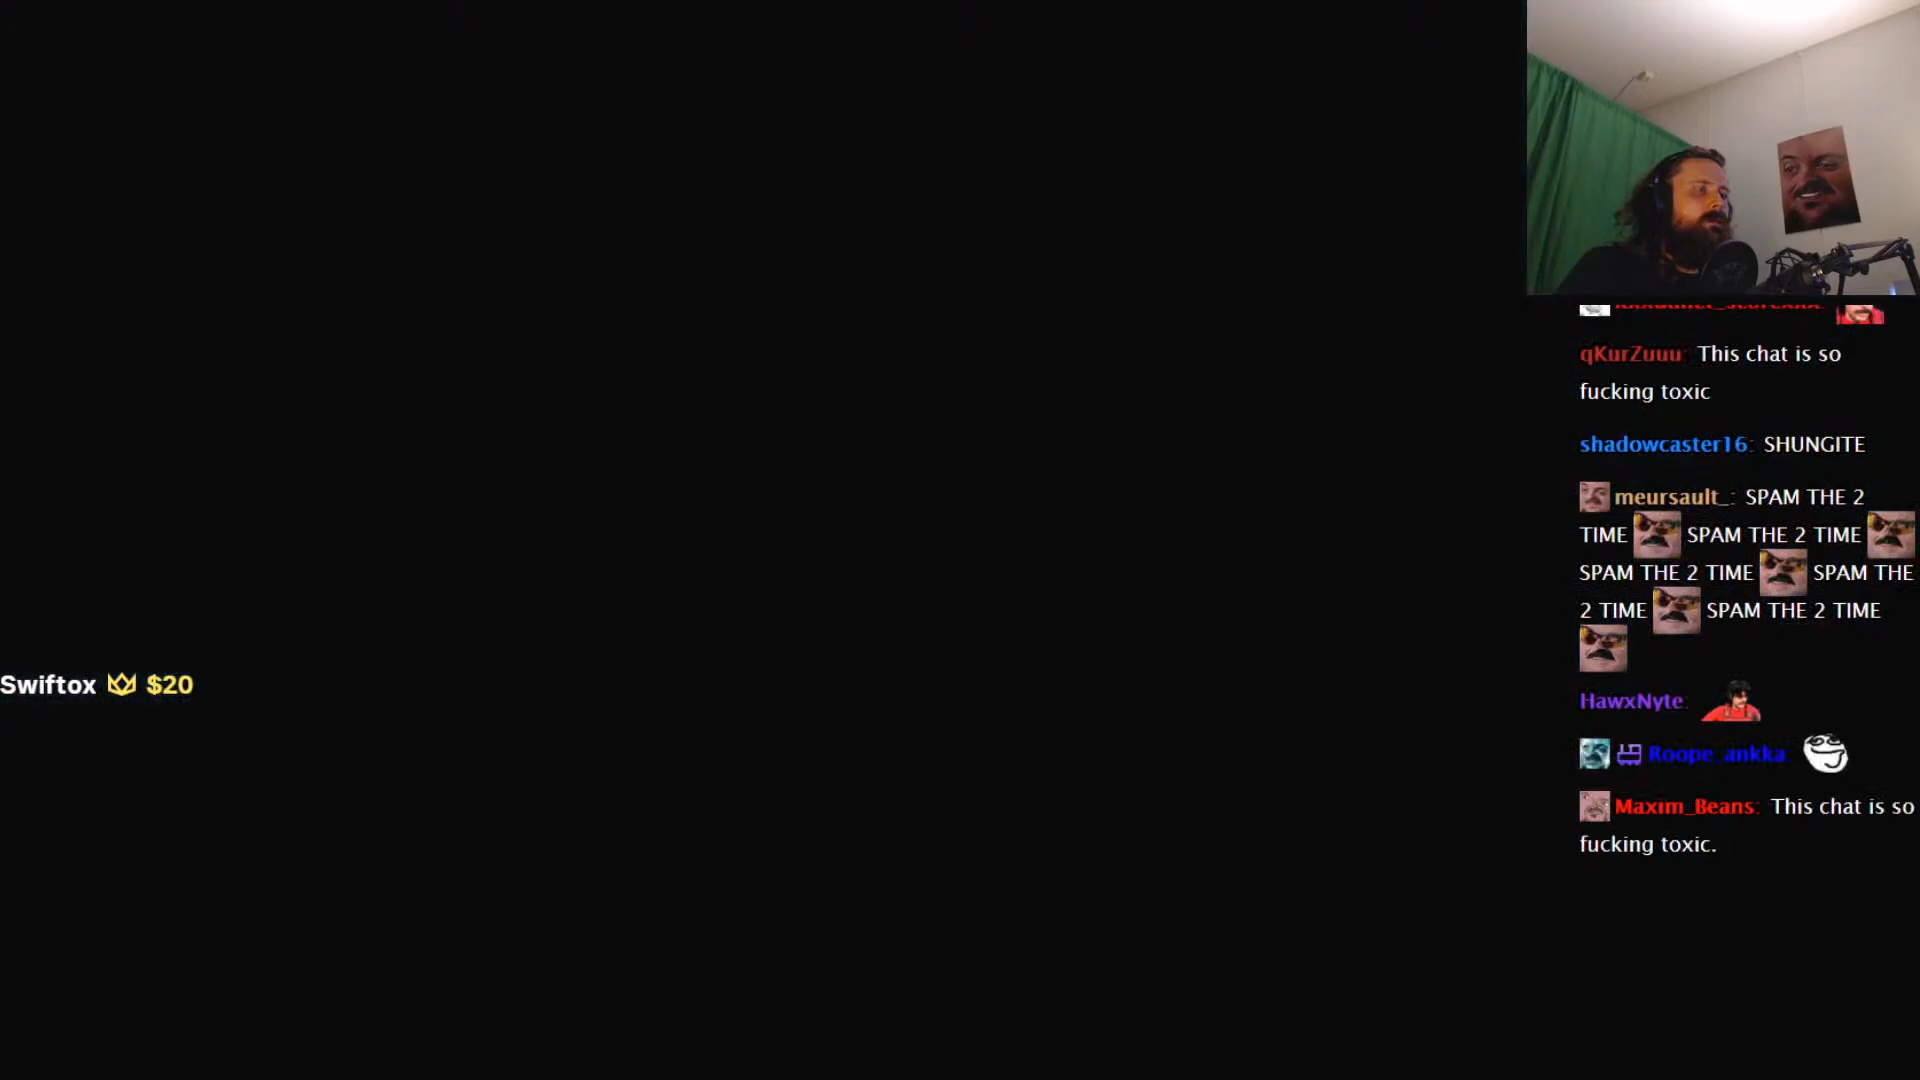 qKurZuuu: This chat is so
fucking toxic
shadowcaster16: SHUNGITE
meursault_: SPAM THE 2
TIME SPAM THE 2 TIME
SPAM THE 2 TIME SPAM THE
2 TIME SPAM THE 2 TIME
Swiftox $20
HawxNyte:
Roope_ankka:
Maxim_Beans: This chat is so
fucking toxic.